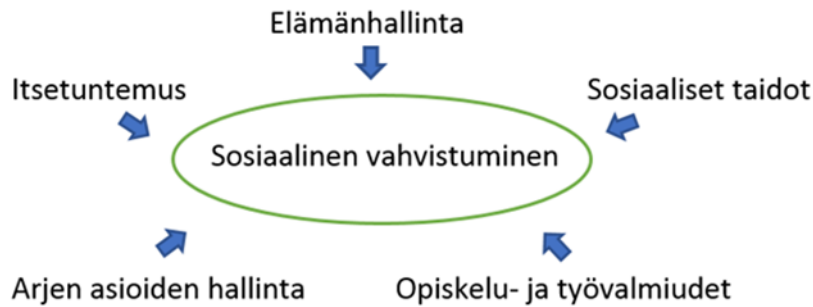 Elämänhallinta
Itsetuntemus
Sosiaaliset taidot
Sosiaalinen vahvistuminen
Arjen asioiden hallinta
Opiskelu- ja työvalmiudet